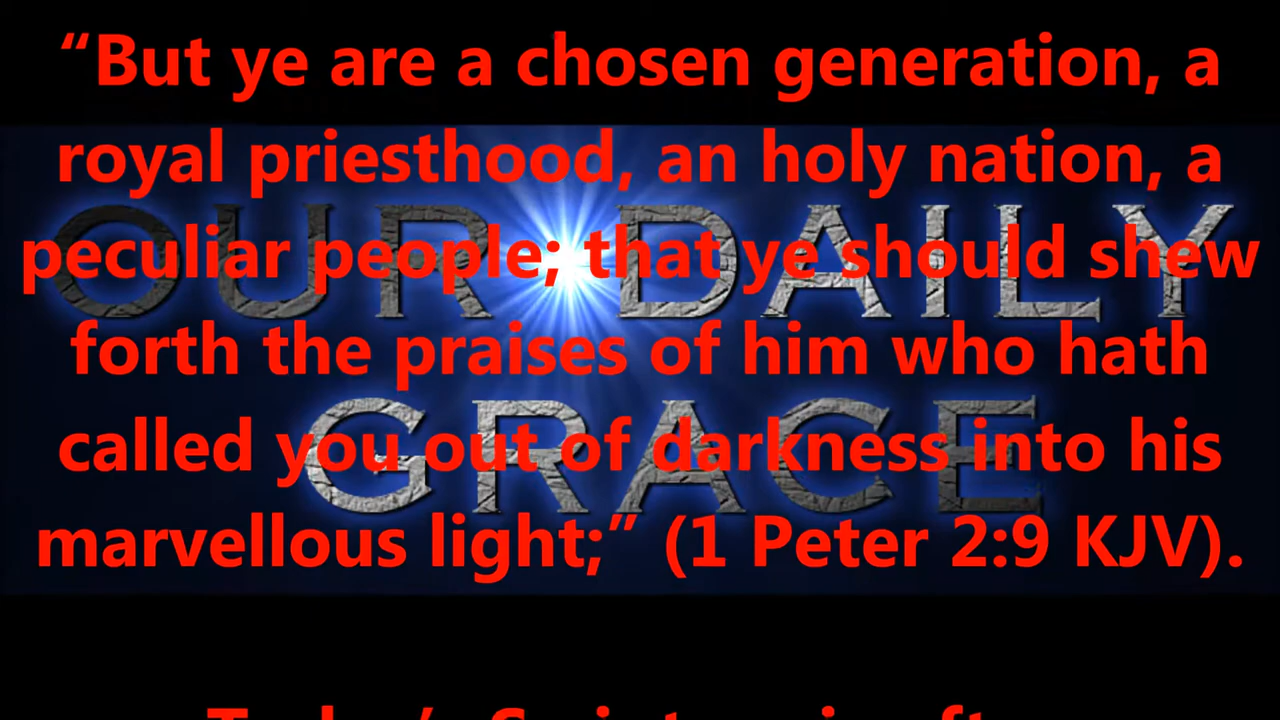 “But ye are a chosen generation, a
royal priesthood, an holy nation, a
peculiar people; that ye should shew
forth the praises of him who hath
called you out of darkness into his
marvellous light;” (1 Peter 2:9 KJV).
OUR DAILY
GRACE